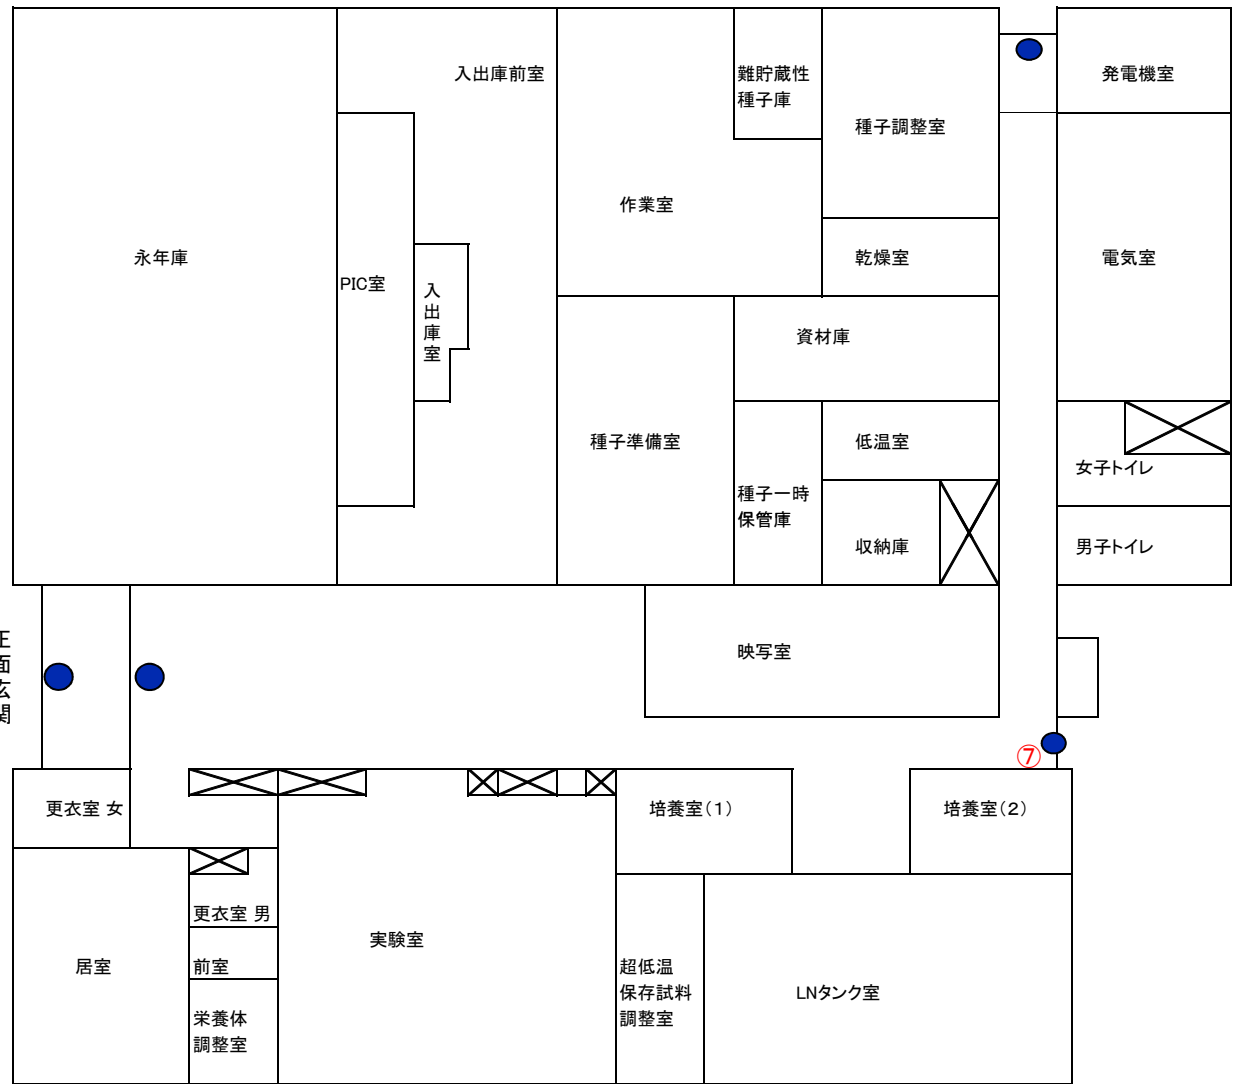 入出庫前室
難貯蔵性
種子庫
発電機室
種子調整室
作業室
永年庫
PIC室
入出庫室
乾燥室
電気室
資材庫
種子準備室
低温室
女子トイレ
種子一時
保管庫
収納庫
男子トイレ
正面玄関
映写室
⑦
更衣室 女
培養室(1)
培養室(2)
更衣室 男
実験室
居室
前室
超低温
保存試料
調整室
LNタンク室
栄養体
調整室